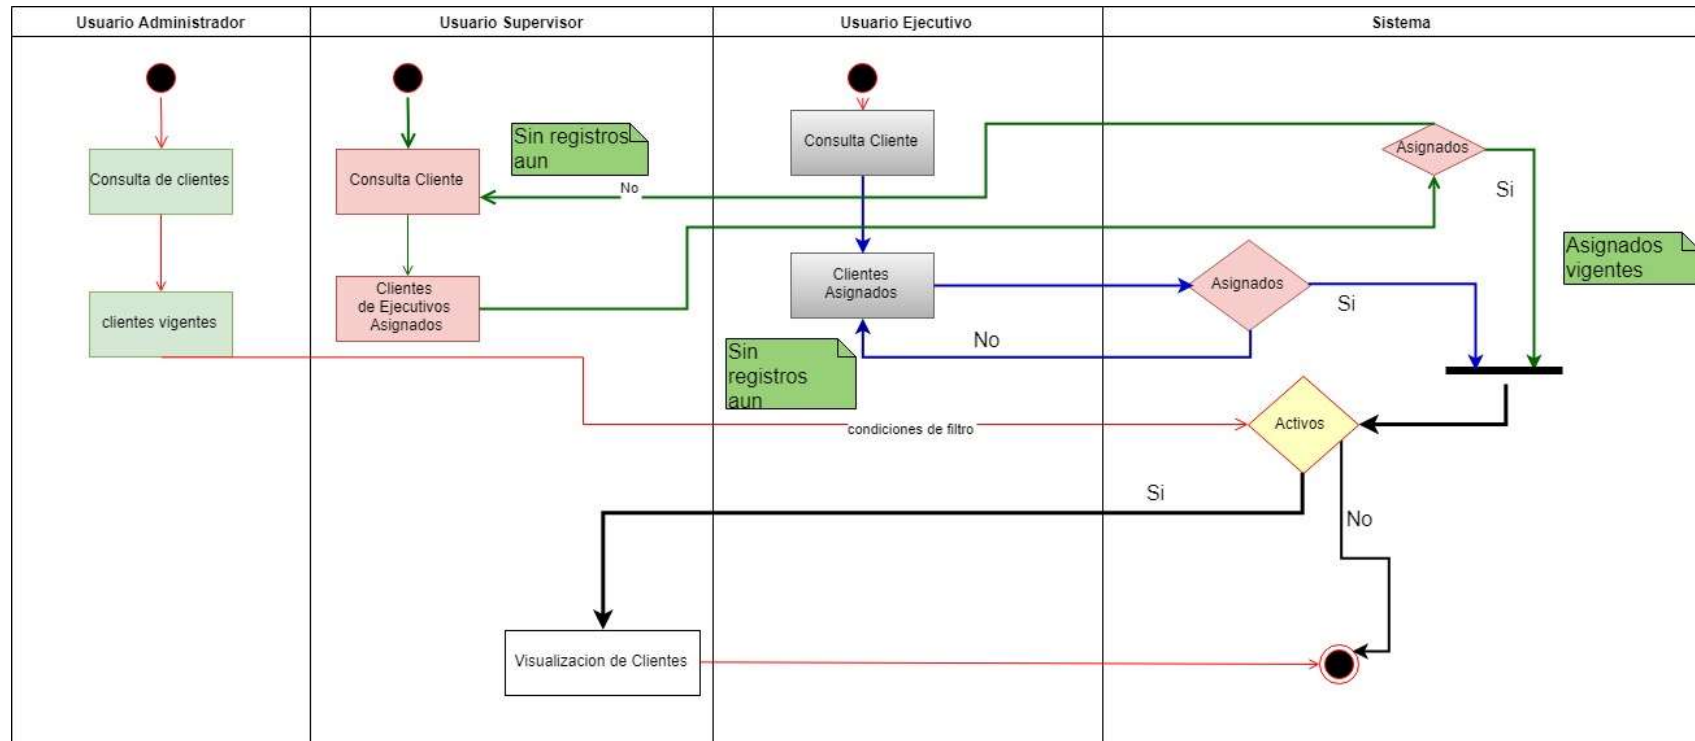 Usuario Administrador
Usuario Supervisor
Usuario Ejecutivo
Sistema
Sin registros
aun
Consulta Cliente
Asignados
Consulta de clientes
Consulta Cliente
No
Si
Asignados
vigentes
Clientes
Asignados
Asignados
Si
Clientes
de Ejecutivos
Asignados
clientes vigentes
No
Sin
registros
aun
condiciones de filtro
Activos
Si
No
Visualizacion de Clientes